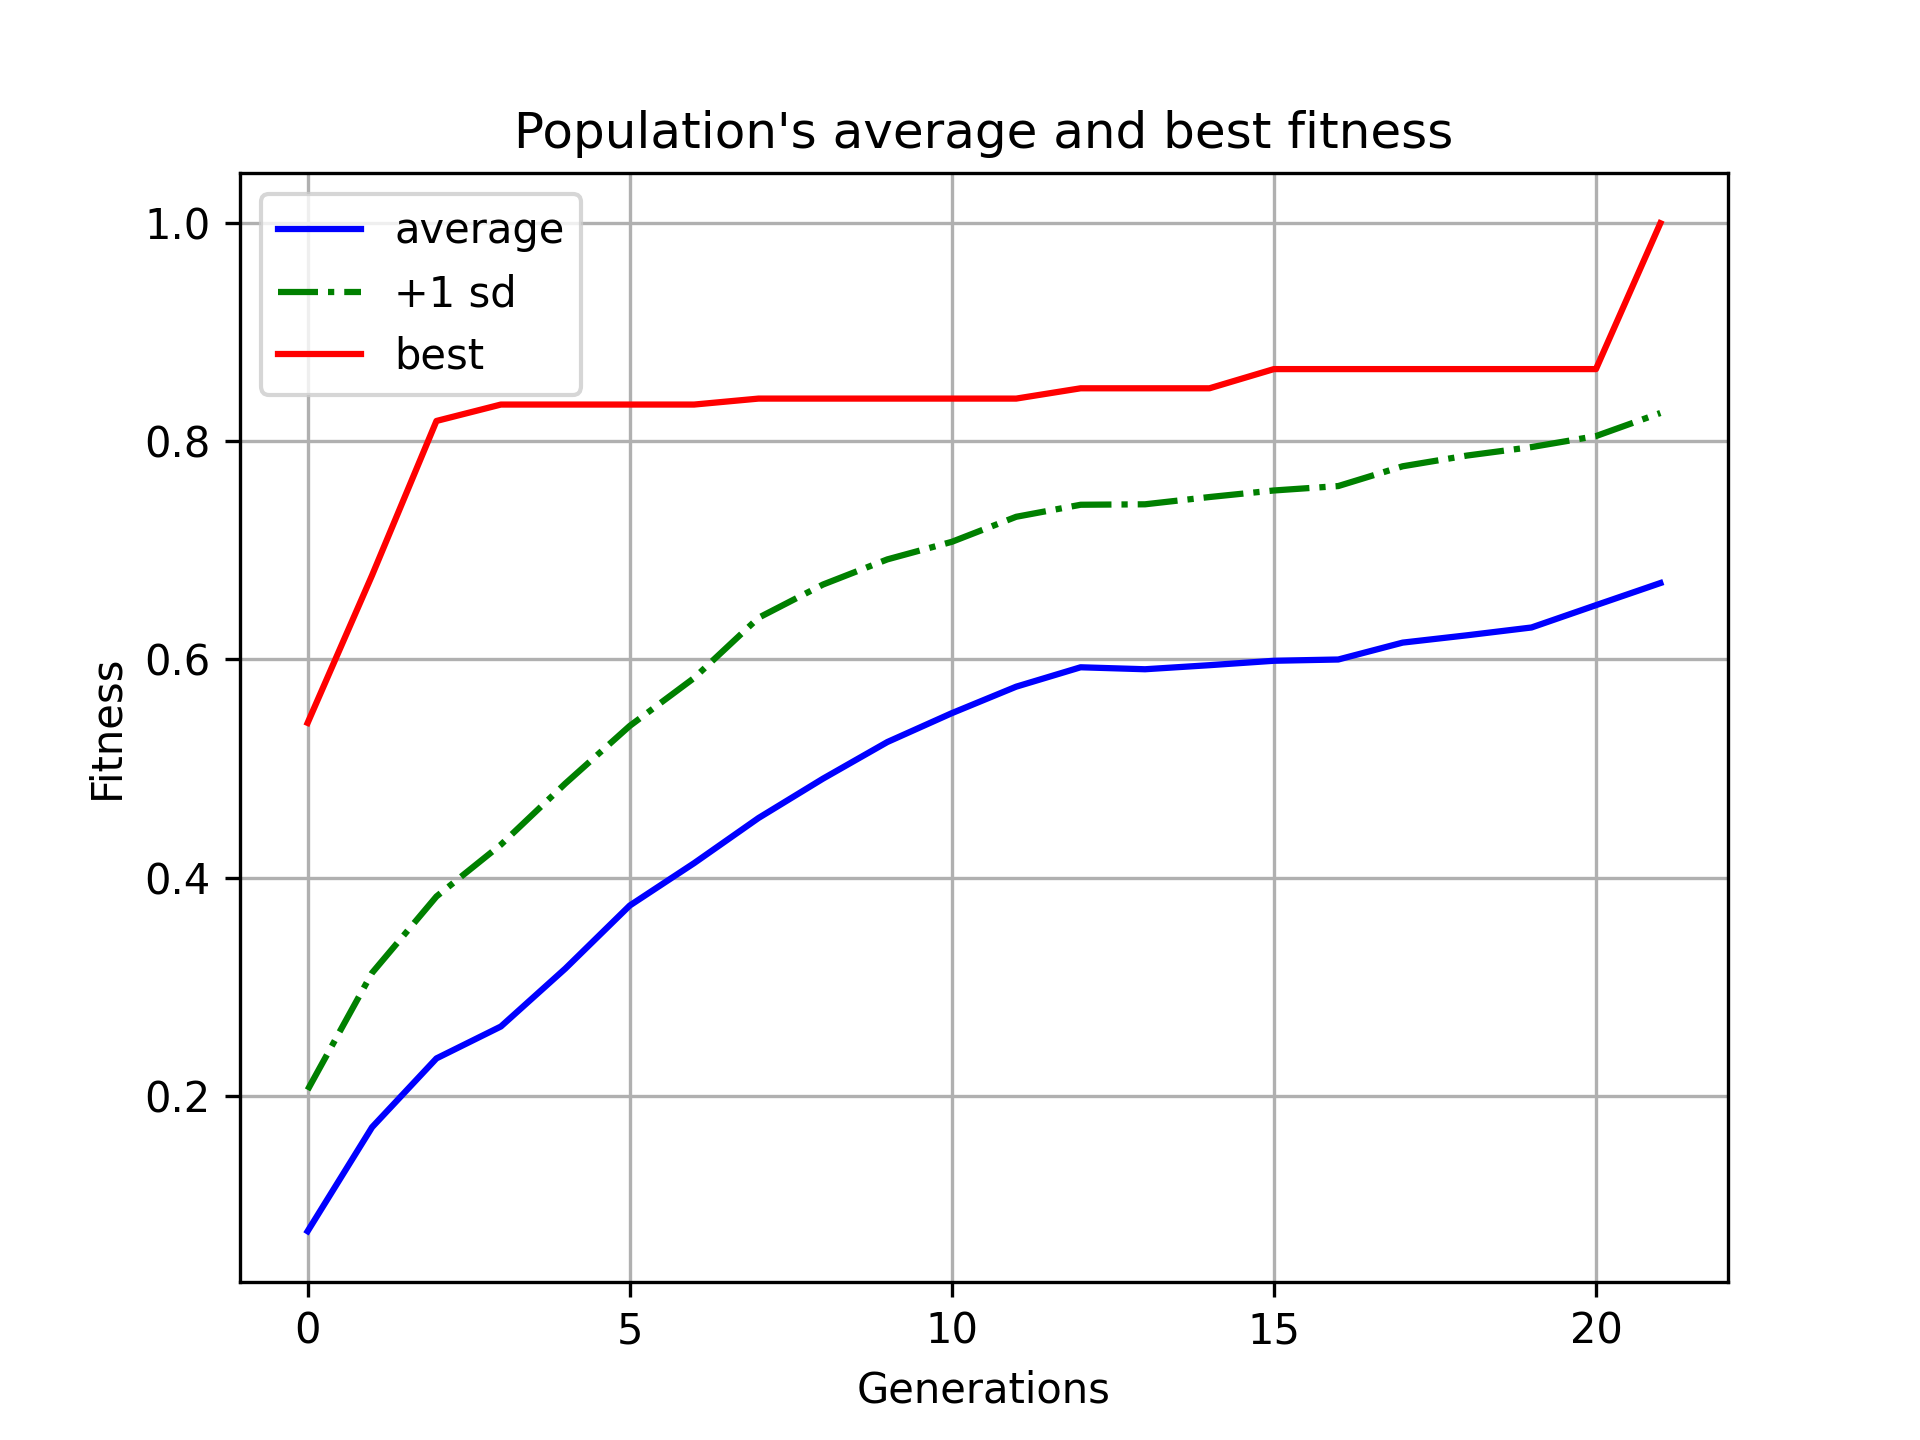 Population's average and best fitness
average
+1 sd
best
1.0
0.8
0.6
0.4
0.2
Fitness
0 5 10 15 20
Generations